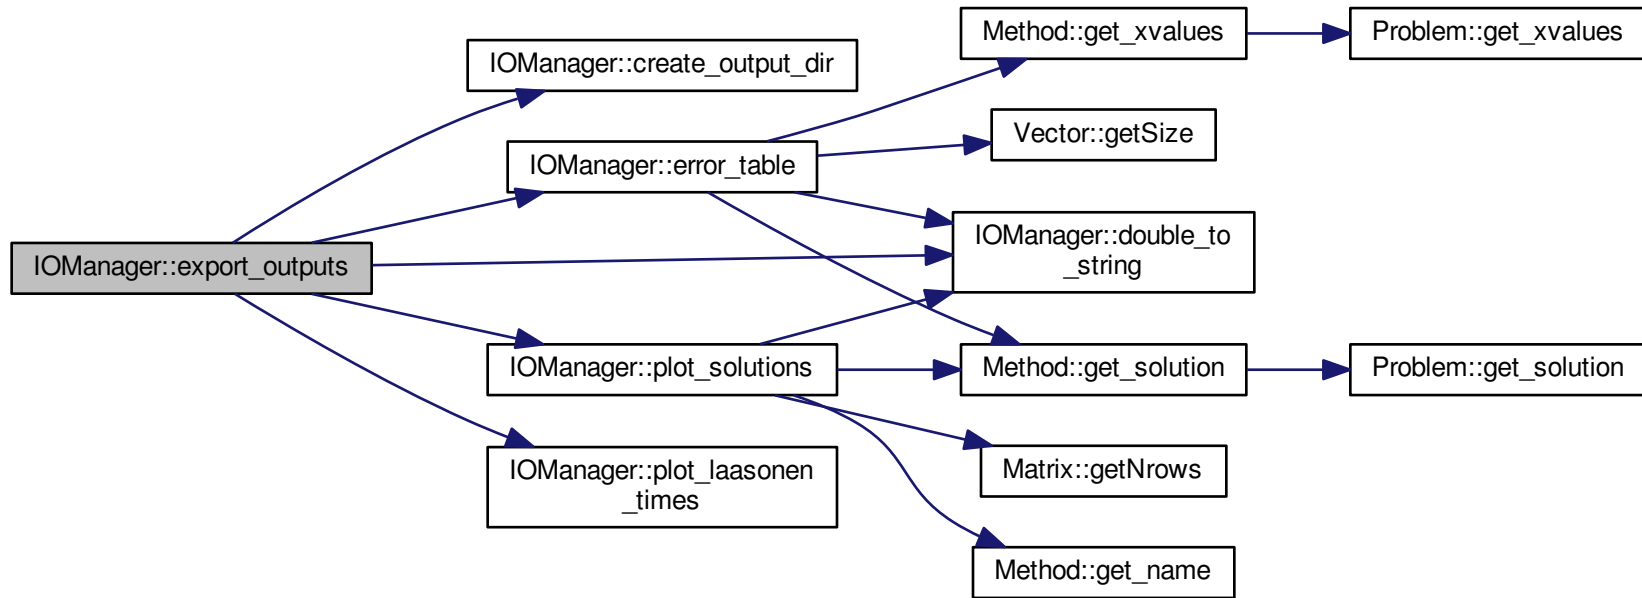 IOManager::export_outputs
IOManager::create_output_dir
IOManager::error_table
IOManager::plot_solutions
IOManager::plot_laasonen
_times
Method::get_xvalues
Vector::getSize
IOManager::double_to
_string
Method::get_solution
Matrix::getNrows
Method::get_name
Problem::get_xvalues
Problem::get_solution